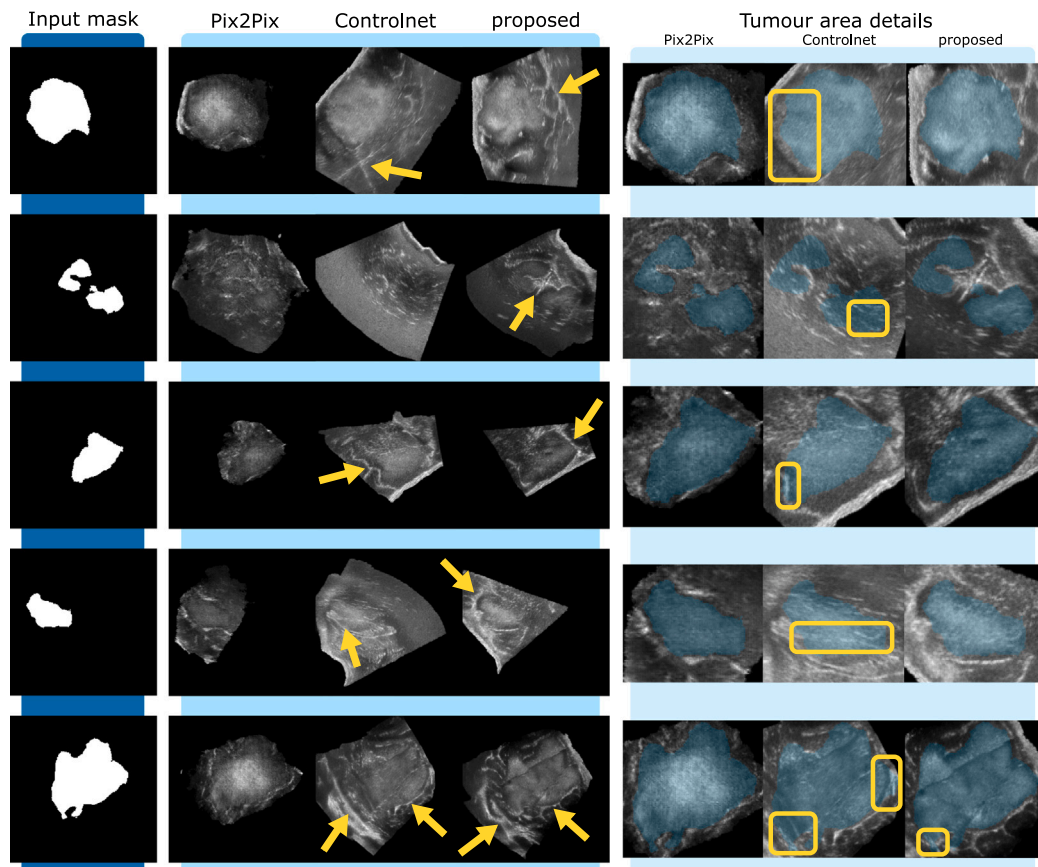 Input mask
Pix2Pix
Controlnet
proposed
Tumour area details
Pix2Pix
Controlnet
proposed